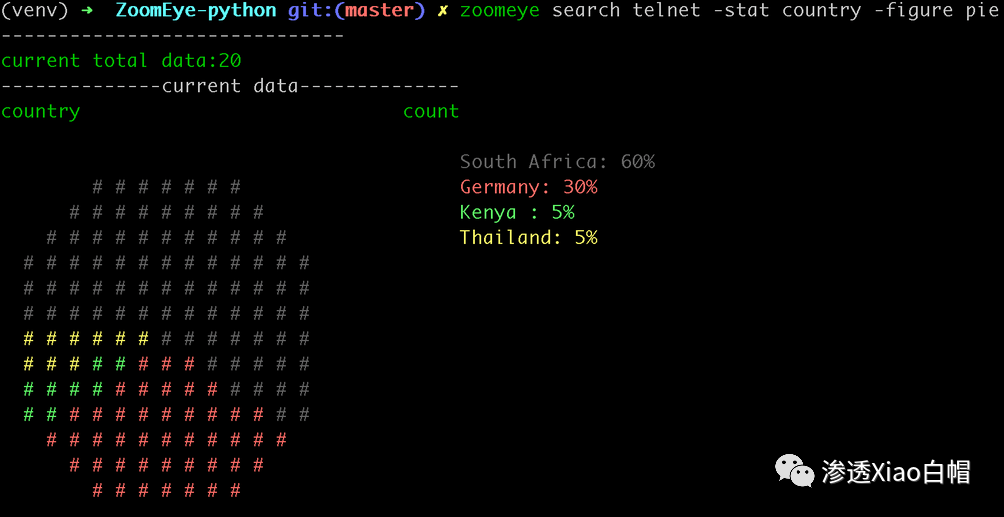 (venv) ➜ ZoomEye-python git:(master) ✗ zoomeye search telnet -stat country -figure pie
------------------------------
current total data:20
--------------current data--------------
country count
South Africa: 60%
# # # # # # # Germany: 30%
# # # # # # # # # Kenya : 5%
# # # # # # # # # # # Thailand: 5%
# # # # # # # # # # # # #
# # # # # # # # # # # # #
# # # # # # # # # # # # #
# # # # # # # # # # # # #
# # # # # # # # # # # # #
# # # # # # # # # # # # #
# # # # # # # # # # # # #
# # # # # # # # # # #
# # # # # # # # #
# # # # # # #
渗透Xiao白帽